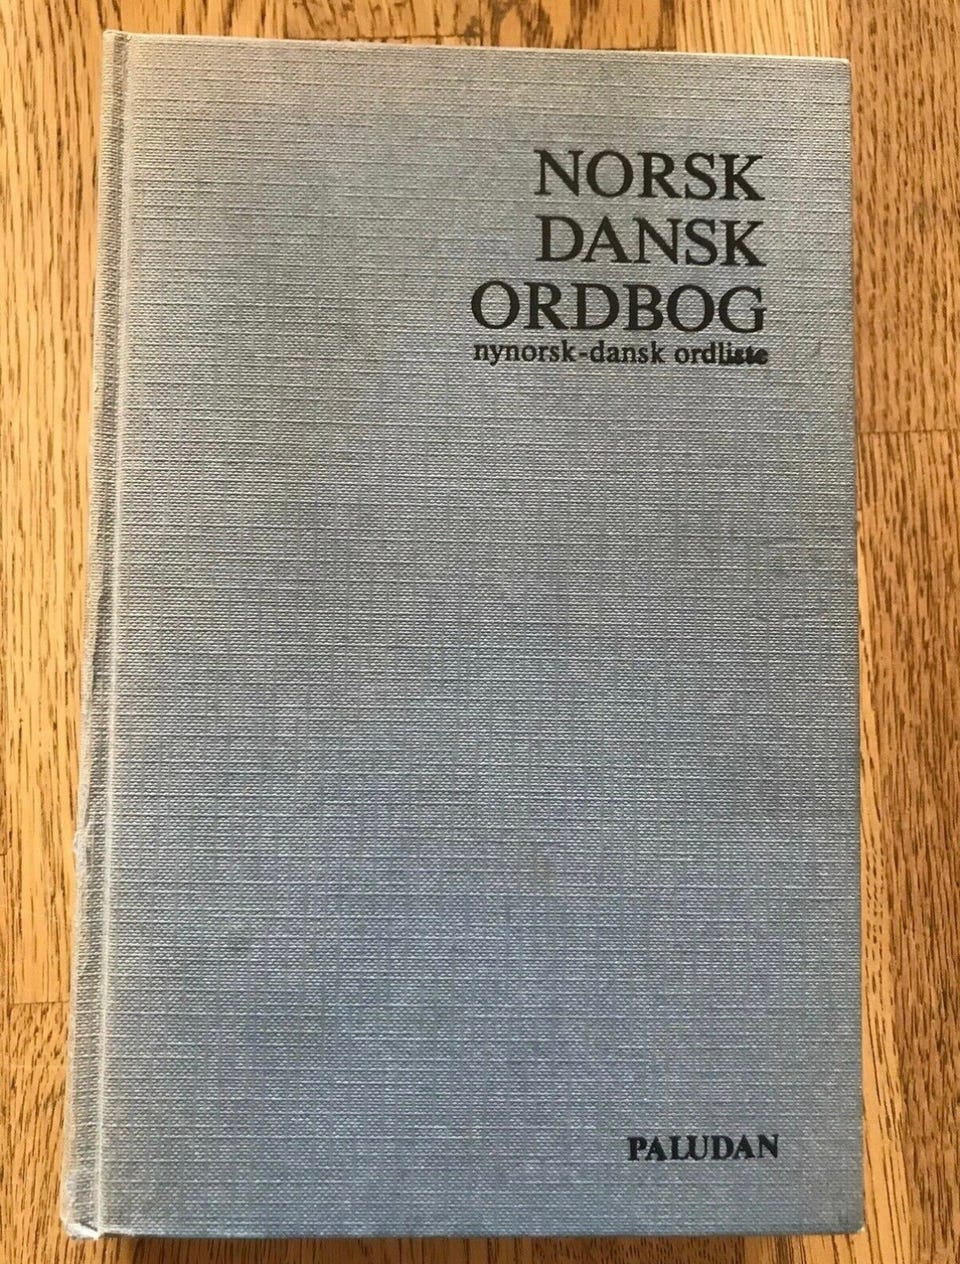 NORSK
DANSK
ORDBOG
nynorsk-dansk ordliste
PALUDAN